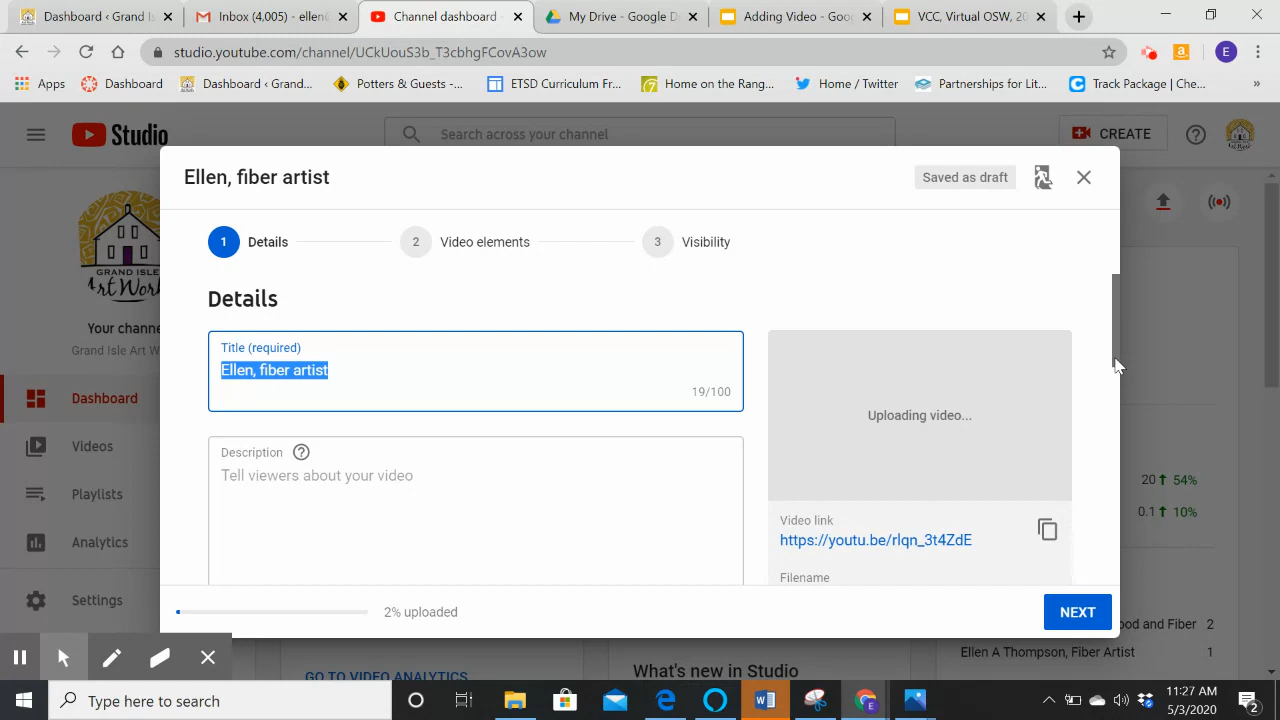 Dashboard ‹ Grand Is
Inbox (4,005) - ellen
Channel dashboard -
My Drive - Google D
Adding Video - Goo
VCC, Virtual OSW, 20
studio.youtube.com/channel/UCkUouS3b_T3cbhgFCovA3ow
E
Apps
Dashboard
Dashboard ‹ Grand...
Potters & Guests -...
ETSD Curriculum Fr...
Home on the Rang...
Home / Twitter
Partnerships for Lit...
Track Package | Che...
»
Studio
Search across your channel
CREATE
Ellen, fiber artist
Saved as draft
1 Details
2 Video elements
3 Visibility
GRAND ISLE
Art Work
Your channe
Grand Isle Art W
Dashboard
Videos
Playlists
Analytics
Settings
Details
Title (required)
Ellen, fiber artist
19/100
Description
Tell viewers about your video
Uploading video...
Video link
https://youtu.be/rlqn_3t4ZdE
Filename
20 54%
0.1 10%
2% uploaded
NEXT
ood and Fiber 2
Ellen A Thompson, Fiber Artist 1
GO TO VIDEO ANALYTICS
What's new in Studio
Type here to search
11:27 AM
5/3/2020
2